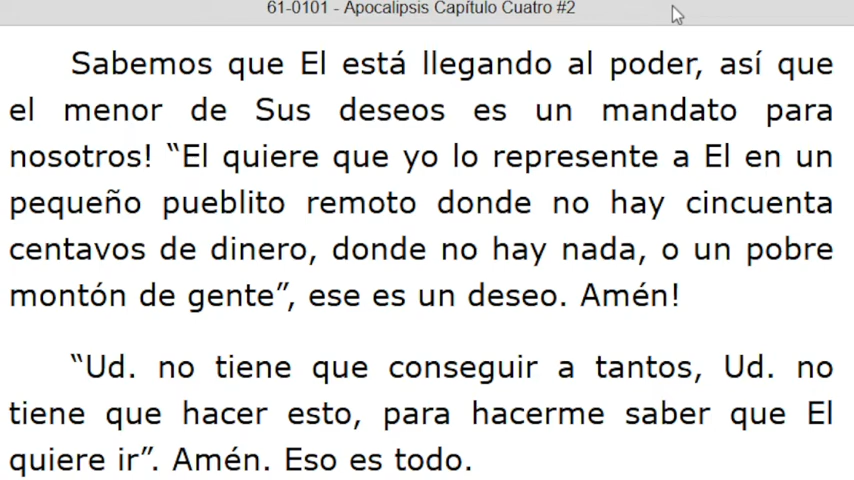 61-0101 - Apocalipsis Capítulo Cuatro #2
Sabemos que El está llegando al poder, así que
el menor de Sus deseos es un mandato para
nosotros! “El quiere que yo lo represente a El en un
pequeño pueblito remoto donde no hay cincuenta
centavos de dinero, donde no hay nada, o un pobre
montón de gente”, ese es un deseo. Amén!
“Ud. no tiene que conseguir a tantos, Ud. no
tiene que hacer esto, para hacerme saber que El
quiere ir”. Amén. Eso es todo.